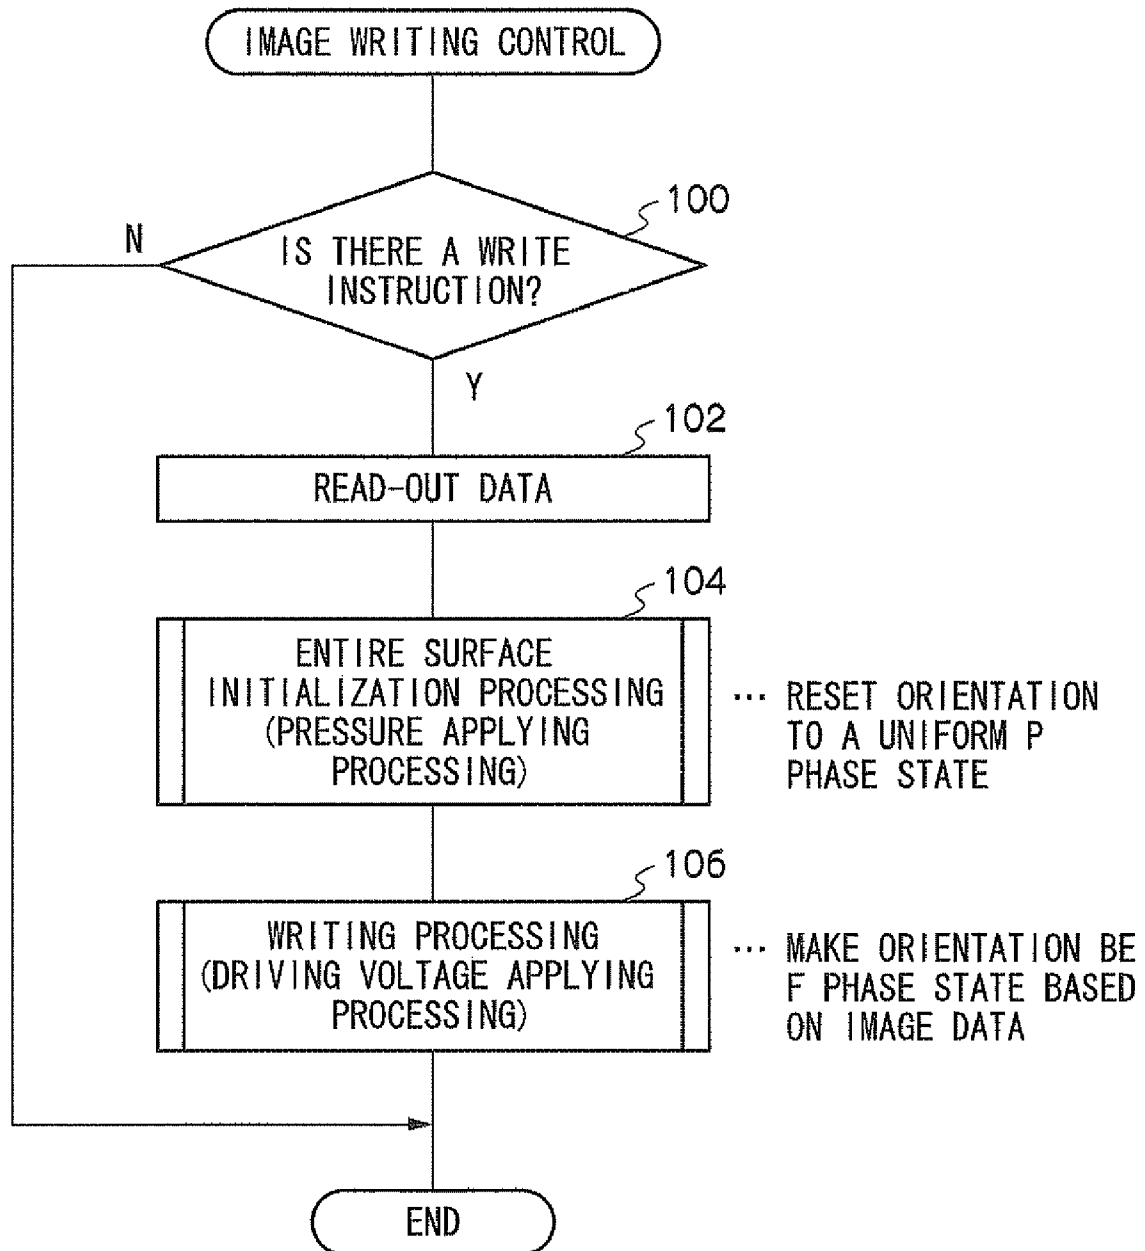 IMAGE WRITING CONTROL
100
N
IS THERE A WRITE
INSTRUCTION?
Y
102
READ-OUT DATA
104
ENTIRE SURFACE
INITIALIZATION PROCESSING
(PRESSURE APPLYING
PROCESSING)
... RESET ORIENTATION
TO A UNIFORM P
PHASE STATE
106
WRITING PROCESSING
(DRIVING VOLTAGE APPLYING
PROCESSING)
... MAKE ORIENTATION BE
F PHASE STATE BASED
ON IMAGE DATA
END